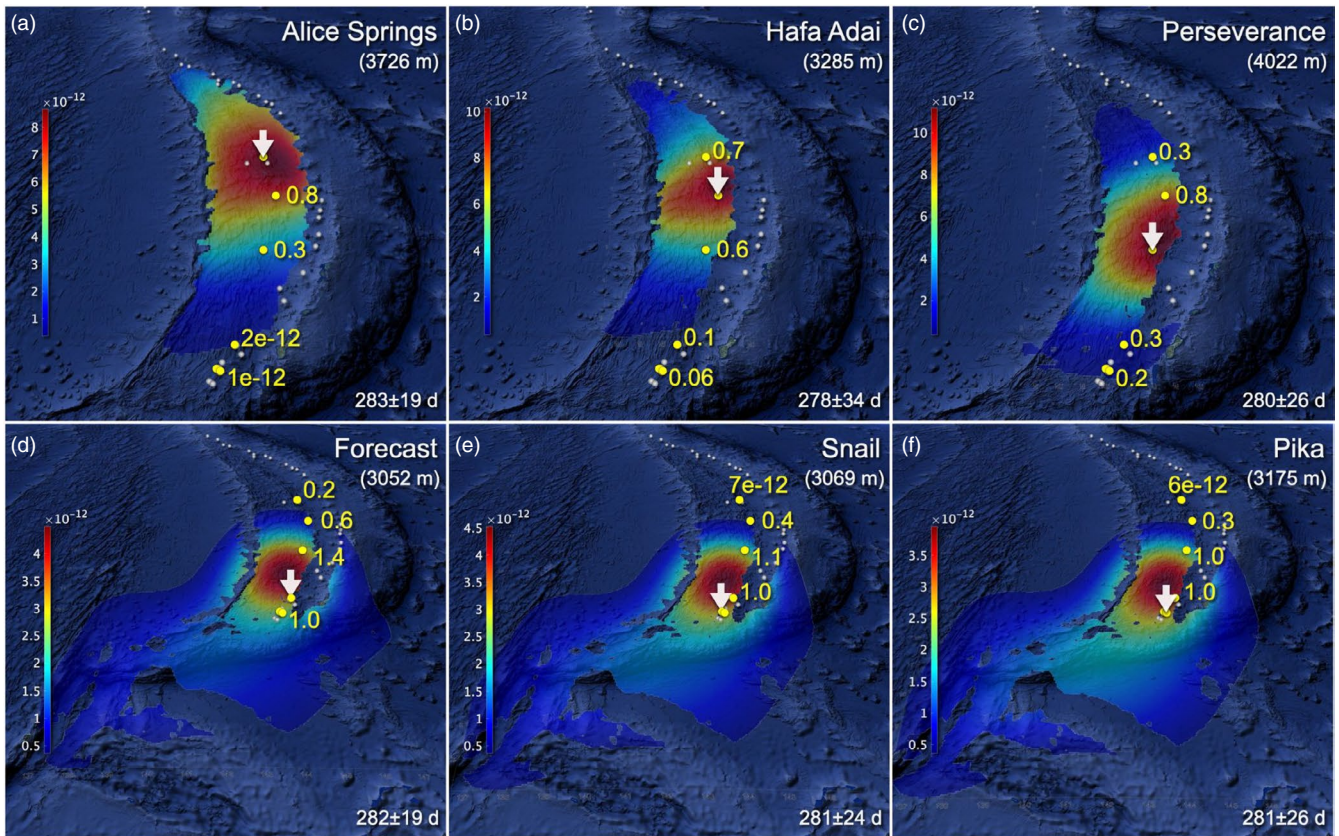 (a)
Alice Springs
(3726 m)
×10⁻¹²
8
7
6
5
4
3
2
1
0.8
0.3
2e-12
1e-12
283±19 d
(b)
Hafa Adai
(3285 m)
×10⁻¹²
10
8
6
4
2
0.7
0.6
0.1
0.06
278±34 d
(c)
Perseverance
(4022 m)
×10⁻¹²
10
8
6
4
2
0.3
0.8
0.3
0.2
280±26 d
(d)
Forecast
(3052 m)
×10⁻¹²
4
3.5
3
2.5
2
1.5
1
0.5
0.2
0.6
1.4
1.0
282±19 d
(e)
Snail
(3069 m)
×10⁻¹²
4.5
4
3.5
3
2.5
2
1.5
1
0.5
7e-12
0.4
1.1
1.0
281±24 d
(f)
Pika
(3175 m)
×10⁻¹²
3.5
3
2.5
2
1.5
1
0.5
6e-12
0.3
1.0
1.0
281±26 d